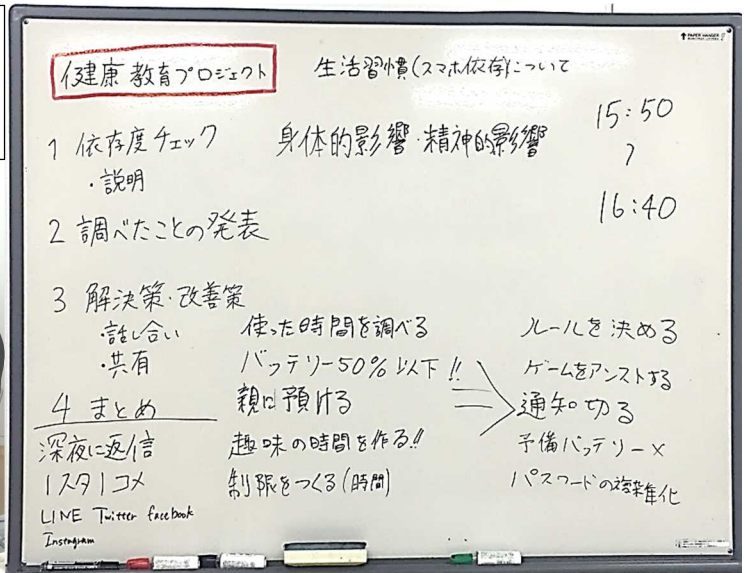 健康教育プロジェクト
生活習慣(スマホ依存)について
15:50
〜
16:40
1 依存度チェック
身体的影響・精神的影響
・説明
2 調べたことの発表
3 解決策・改善策
・話し合い
・共有
使った時間を調べる
バッテリー50%以下!!
親に預ける
趣味の時間を作る!!
制限をつくる(時間)
ルールを決める
ゲームをアンストする
通知切る
予備バッテリー×
パスワードの複雑化
4 まとめ
深夜に返信
1スタ1コメ
LINE Twitter facebook
Instagram